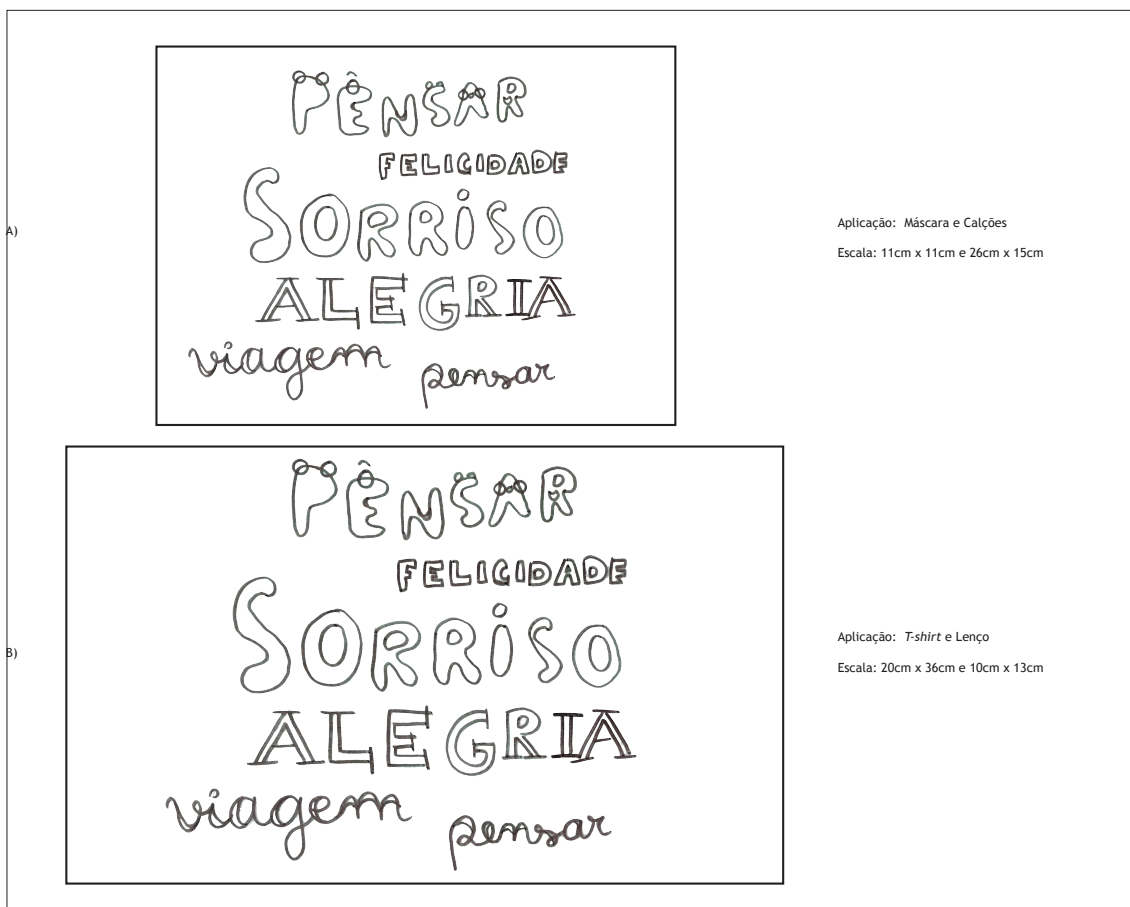 PÊNSAR
FELICIDADE
SORRISO
ALEGRIA
viagem pensar
A)
Aplicação: Máscara e Calções
Escala: 11cm x 11cm e 26cm x 15cm
PÊNSAR
FELICIDADE
SORRISO
ALEGRIA
viagem pensar
B)
Aplicação: T-shirt e Lenço
Escala: 20cm x 36cm e 10cm x 13cm